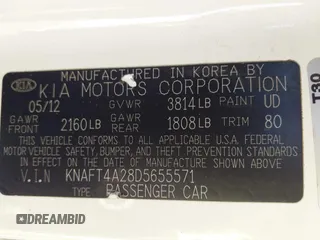 MANUFACTURED IN KOREA BY
KIA KIA MOTORS CORPORATION
05/12 GVWR 3814LB PAINT UD
GAWR FRONT 2160LB GAWR REAR 1808LB TRIM 80
THIS VEHICLE CONFORMS TO ALL APPLICABLE U.S.A. FEDERAL
MOTOR VEHICLE SAFETY, BUMPER, AND THEFT PREVENTION STANDARDS
IN EFFECT ON THE DATE OF MANUFACTURE SHOWN ABOVE.
V.I.N KNAFT4A28D5655571
TYPE: PASSENGER CAR
DREAMBID